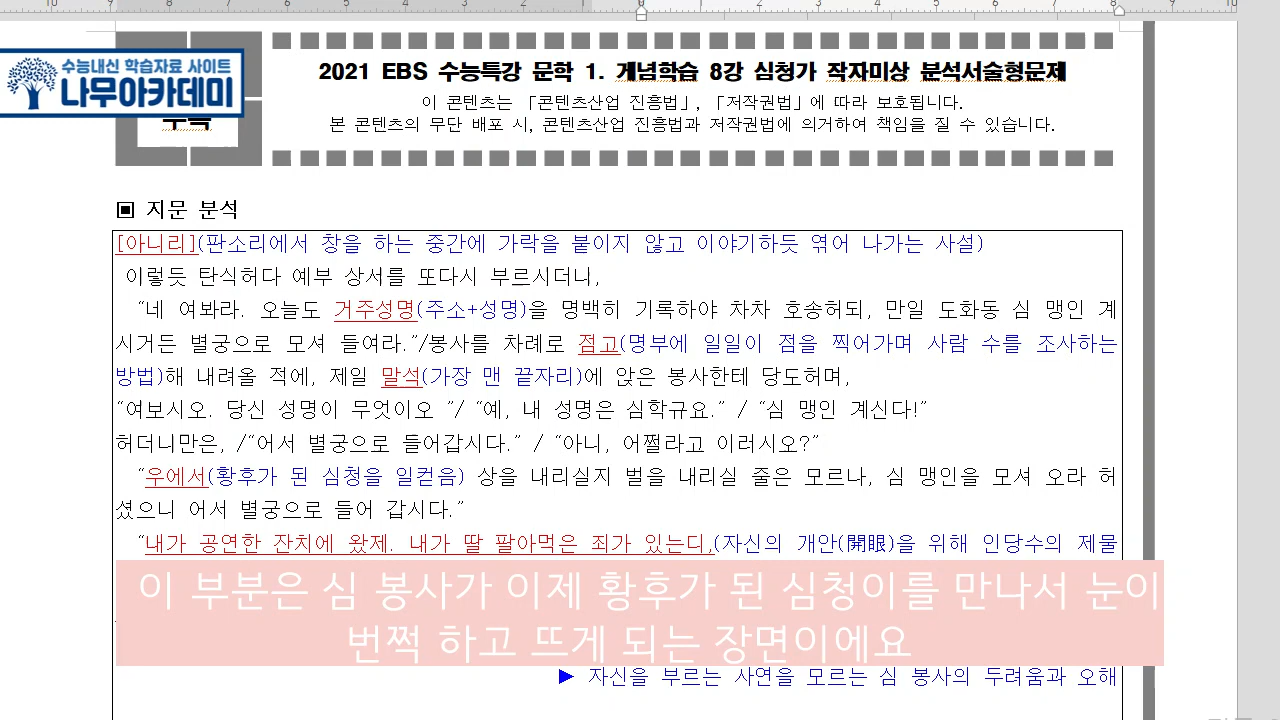 10 9 8 7 6 5 4 3 2 1 1 2 3 4 5 6 7 8 9 10
수능내신 학습자료 사이트
나무아카데미
2021 EBS 수능특강 문학 1. 개념학습 8강 심청가 작자미상 분석서술형문제
이 콘텐츠는 「콘텐츠산업 진흥법」, 「저작권법」에 따라 보호됩니다.
본 콘텐츠의 무단 배포 시, 콘텐츠산업 진흥법과 저작권법에 의거하여 책임을 질 수 있습니다.
▣ 지문 분석
[아니리](판소리에서 창을 하는 중간에 가락을 붙이지 않고 이야기하듯 엮어 나가는 사설)
이렇듯 탄식허다 예부 상서를 또다시 부르시더니,
“네 여봐라. 오늘도 거주성명(주소+성명)을 명백히 기록하야 차차 호송허되, 만일 도화동 심 맹인 계
시거든 별궁으로 모셔 들여라.”/봉사를 차례로 점고(명부에 일일이 점을 찍어가며 사람 수를 조사하는
방법)해 내려올 적에, 제일 말석(가장 맨 끝자리)에 앉은 봉사한테 당도허며,
“여보시오. 당신 성명이 무엇이오 ”/ “예, 내 성명은 심학규요.” / “심 맹인 계신다!”
허더니만은, /“어서 별궁으로 들어갑시다.” / “아니, 어쩔라고 이러시오?”
“우에서(황후가 된 심청을 일컫음) 상을 내리실지 벌을 내리실 줄은 모르나, 심 맹인을 모셔 오라 허
셨으니 어서 별궁으로 들어 갑시다.”
“내가 공연한 잔치에 왔제. 내가 딸 팔아먹은 죄가 있는디,(자신의 개안(開眼)을 위해 인당수의 제물
이 부분은 심 봉사가 이제 황후가 된 심청이를 만나서 눈이
번쩍 하고 뜨게 되는 장면이에요
▶ 자신을 부르는 사연을 모르는 심 봉사의 두려움과 오해